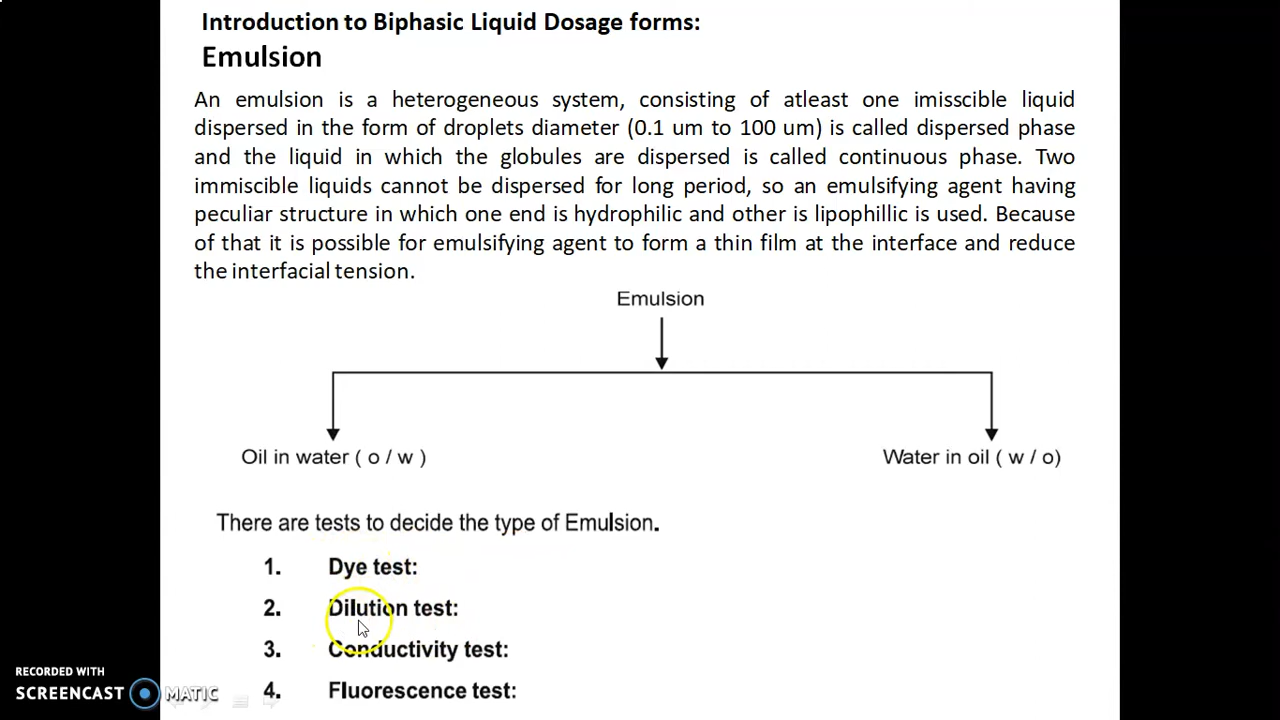 Introduction to Biphasic Liquid Dosage forms:
Emulsion
An emulsion is a heterogeneous system, consisting of atleast one imisscible liquid
dispersed in the form of droplets diameter (0.1 um to 100 um) is called dispersed phase
and the liquid in which the globules are dispersed is called continuous phase. Two
immiscible liquids cannot be dispersed for long period, so an emulsifying agent having
peculiar structure in which one end is hydrophilic and other is lipophillic is used. Because
of that it is possible for emulsifying agent to form a thin film at the interface and reduce
the interfacial tension.
Emulsion
Oil in water ( o / w )
Water in oil ( w / o)
There are tests to decide the type of Emulsion.
1. Dye test:
2. Dilution test:
3. Conductivity test:
4. Fluorescence test:
RECORDED WITH
SCREENCAST MATIC